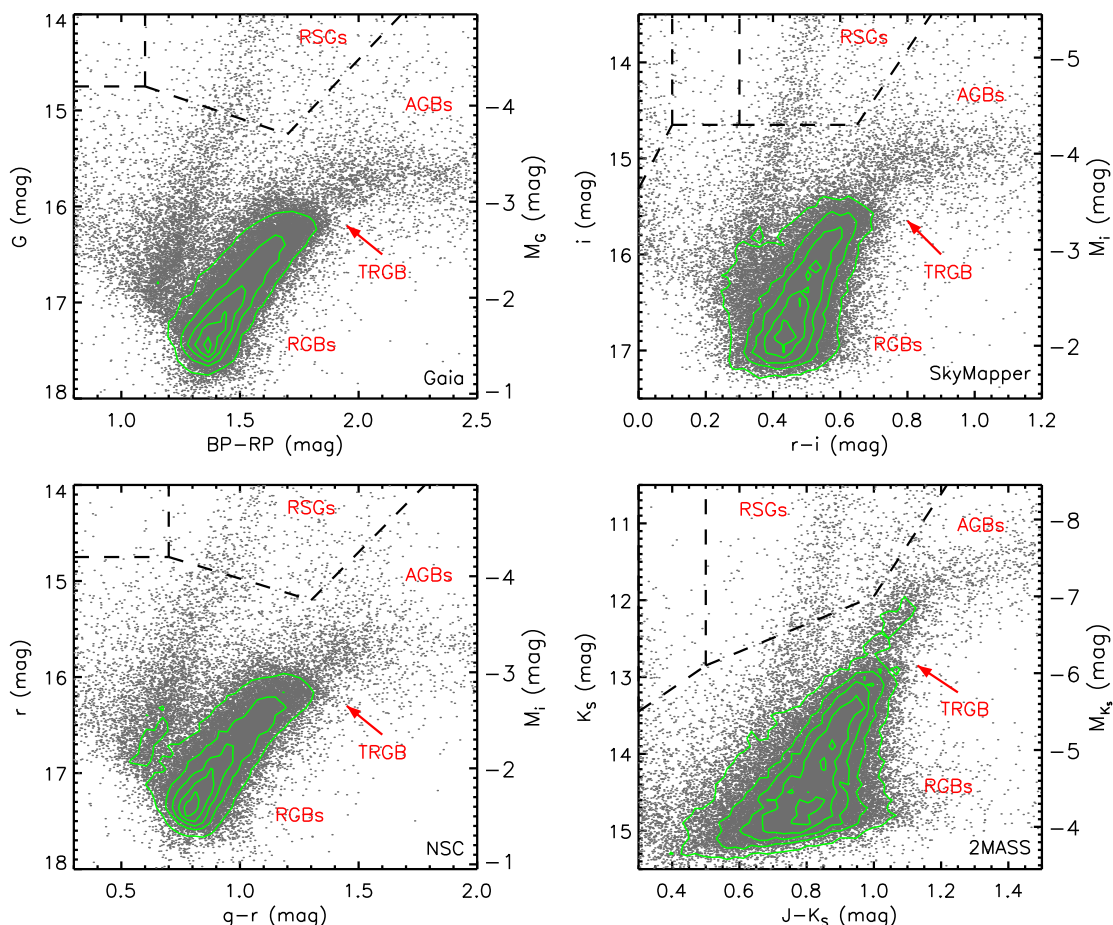 14
15
16
17
18
G (mag)
1.0
1.5
2.0
2.5
BP-RP (mag)
-4
-3
-2
-1
M_G (mag)
RSGs
AGBs
TRGB
RGBs
Gaia
14
15
16
17
i (mag)
0.0
0.2
0.4
0.6
0.8
1.0
1.2
r-i (mag)
-5
-4
-3
-2
M_i (mag)
RSGs
AGBs
TRGB
RGBs
SkyMapper
14
15
16
17
18
r (mag)
0.5
1.0
1.5
2.0
g-r (mag)
-4
-3
-2
-1
M_i (mag)
RSGs
AGBs
TRGB
RGBs
NSC
11
12
13
14
15
K_S (mag)
0.4
0.6
0.8
1.0
1.2
1.4
J-K_S (mag)
-8
-7
-6
-5
-4
M_K_S (mag)
RSGs
AGBs
TRGB
RGBs
2MASS